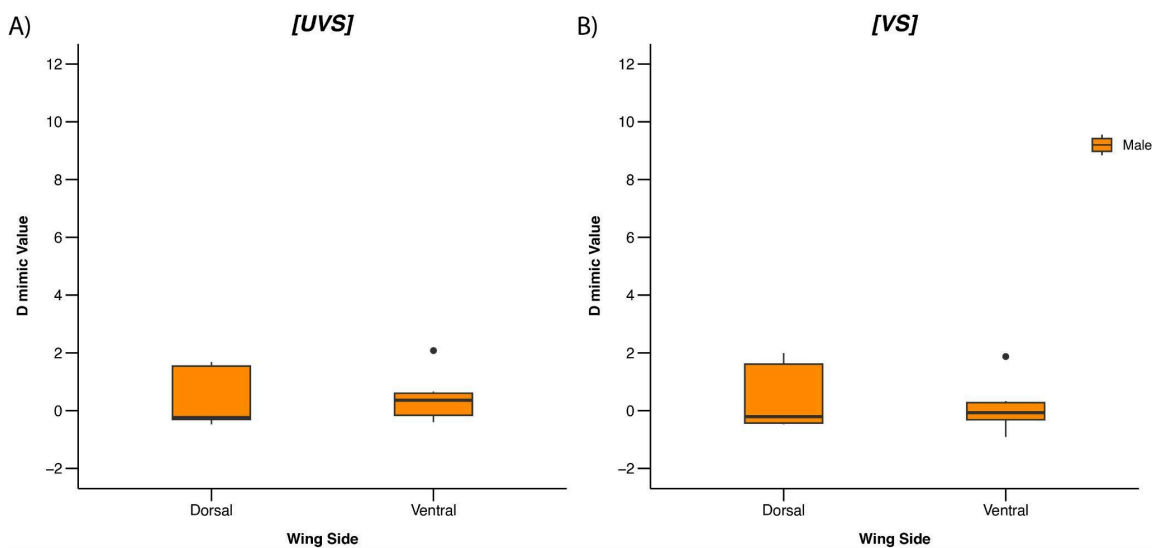 A)
[UVS]
12
10
8
6
4
2
0
−2
D mimic Value
Dorsal
Ventral
Wing Side
B)
[VS]
12
10
8
6
4
2
0
−2
D mimic Value
Dorsal
Ventral
Wing Side
Male